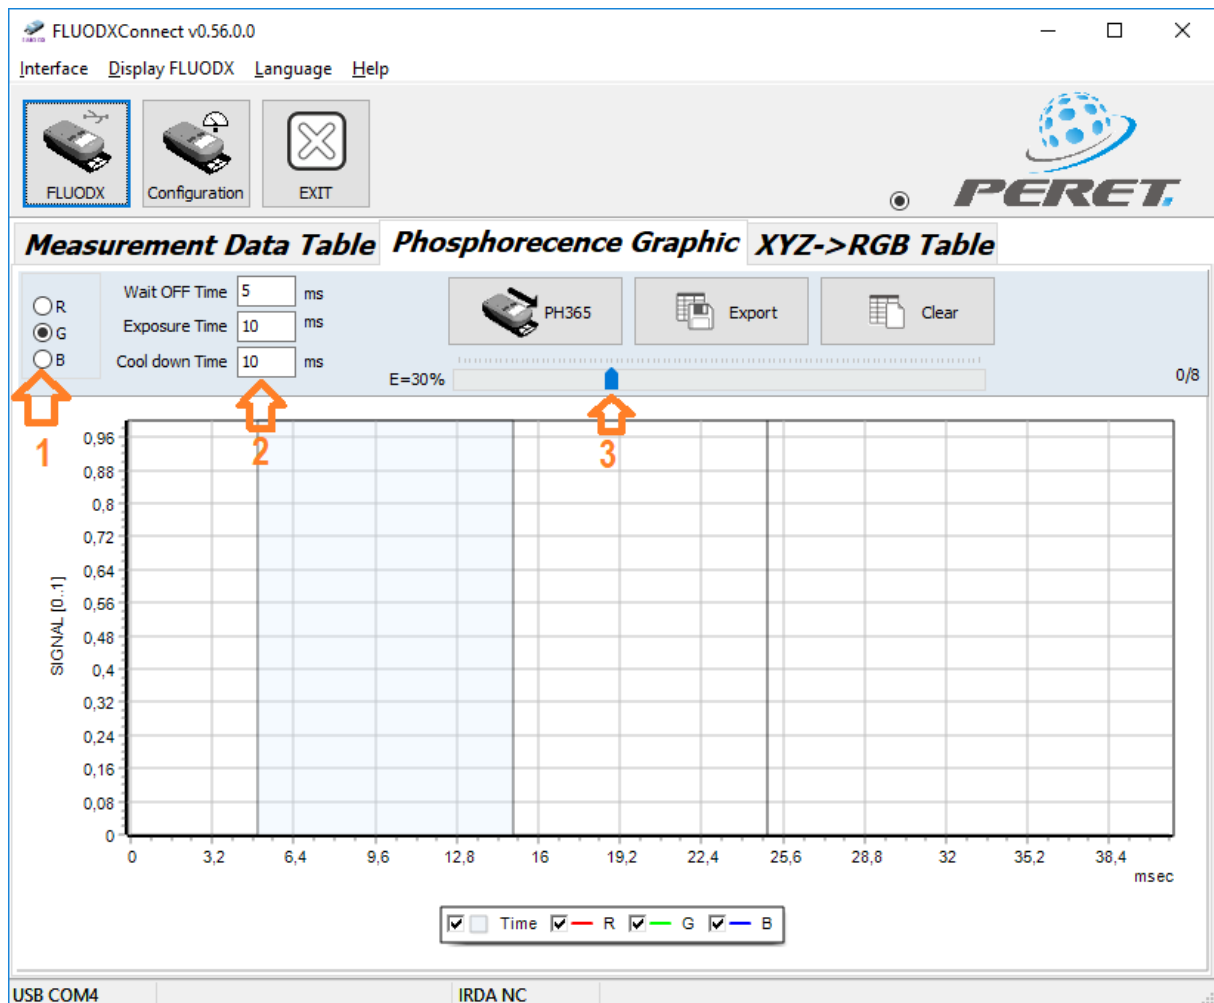 FLUODXConnect v0.56.0.0
Interface Display FLUODX Language Help
FLUODX Configuration EXIT
PERET
Measurement Data Table Phosphorecence Graphic XYZ->RGB Table
R
G
B
Wait OFF Time 5 ms
Exposure Time 10 ms
Cool down Time 10 ms
PH365 Export Clear
E=30%
0/8
1 2 3
0,96
0,88
0,8
0,72
0,64
0,56
0,48
0,4
0,32
0,24
0,16
0,08
0
SIGNAL [0..1]
0 3,2 6,4 9,6 12,8 16 19,2 22,4 25,6 28,8 32 35,2 38,4
msec
Time R G B
USB COM4 IRDA NC